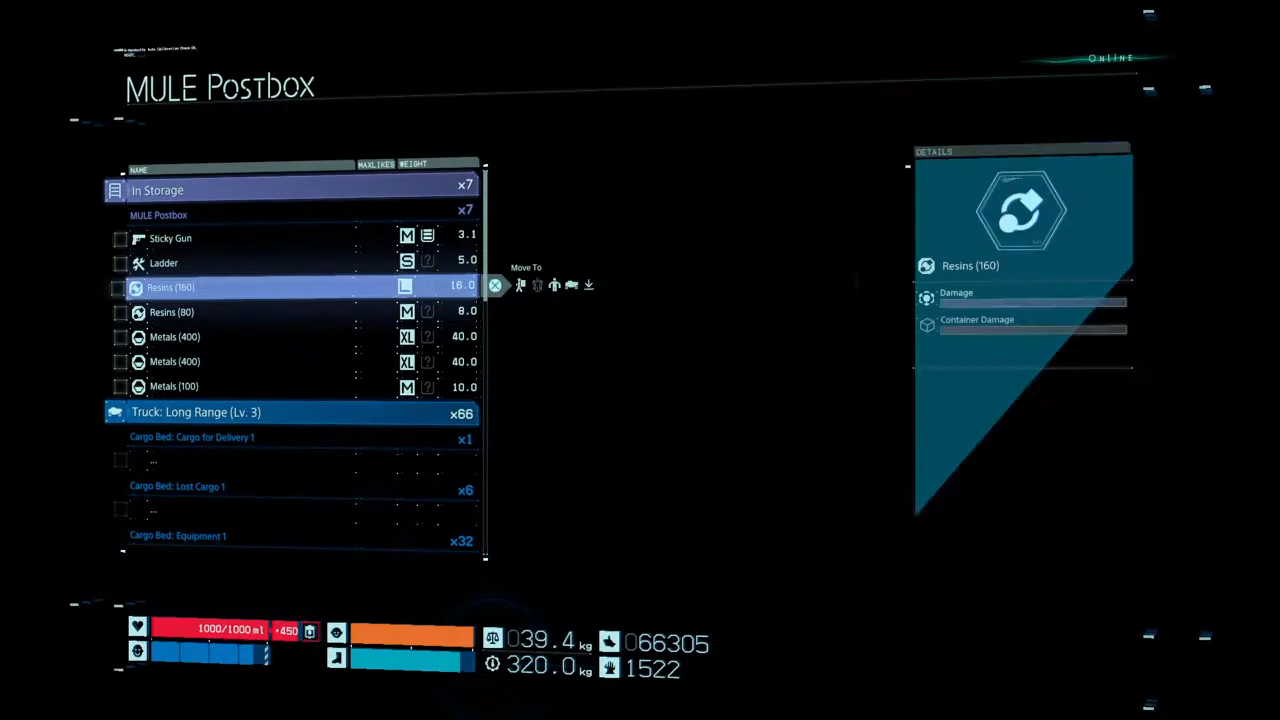 ONLINE
MULE Postbox
NAME MAXLIKES WEIGHT
In Storage x7
MULE Postbox x7
Sticky Gun M 3.1
Ladder S ? 5.0
Resins (160) L 16.0
Resins (80) M ? 8.0
Metals (400) XL ? 40.0
Metals (400) XL ? 40.0
Metals (100) M ? 10.0
Truck: Long Range (Lv. 3) x66
Cargo Bed: Cargo for Delivery 1 x1
...
Cargo Bed: Lost Cargo 1 x6
...
Cargo Bed: Equipment 1 x32
Move To
DETAILS
Resins (160)
Damage
Container Damage
1000/1000 ml +450
039.4 kg 066305
320.0 kg 1522